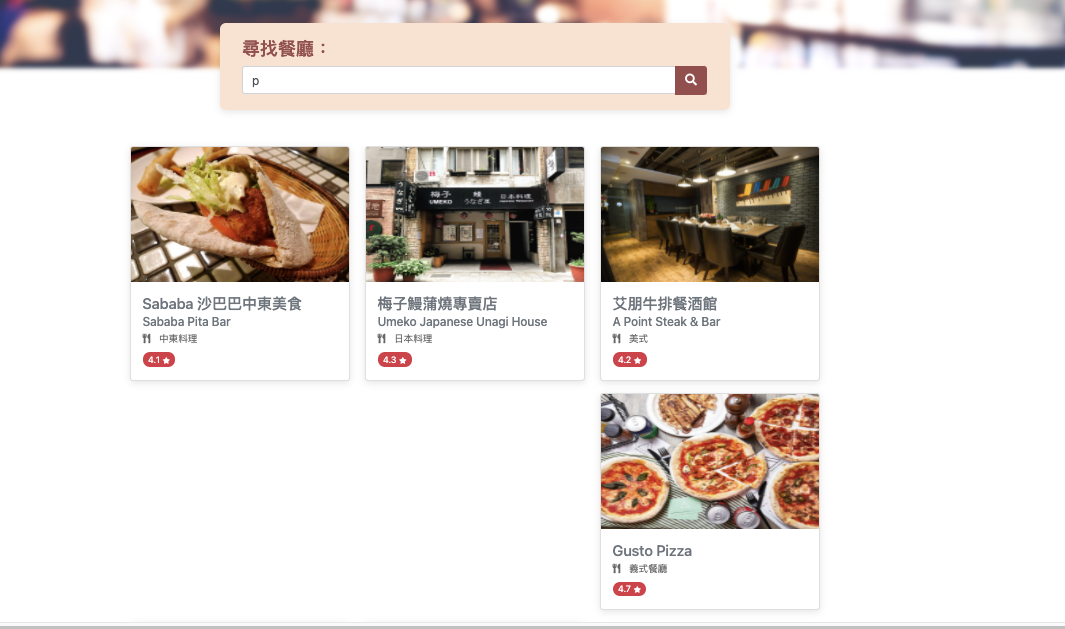 尋找餐廳：
p
梅子 鰻 日本料理
UMEKO うなぎ屋
Sababa 沙巴巴中東美食
Sababa Pita Bar
中東料理
4.1
梅子鰻蒲燒專賣店
Umeko Japanese Unagi House
日本料理
4.3
艾朋牛排餐酒館
A Point Steak & Bar
美式
4.2
Gusto Pizza
義式餐廳
4.7